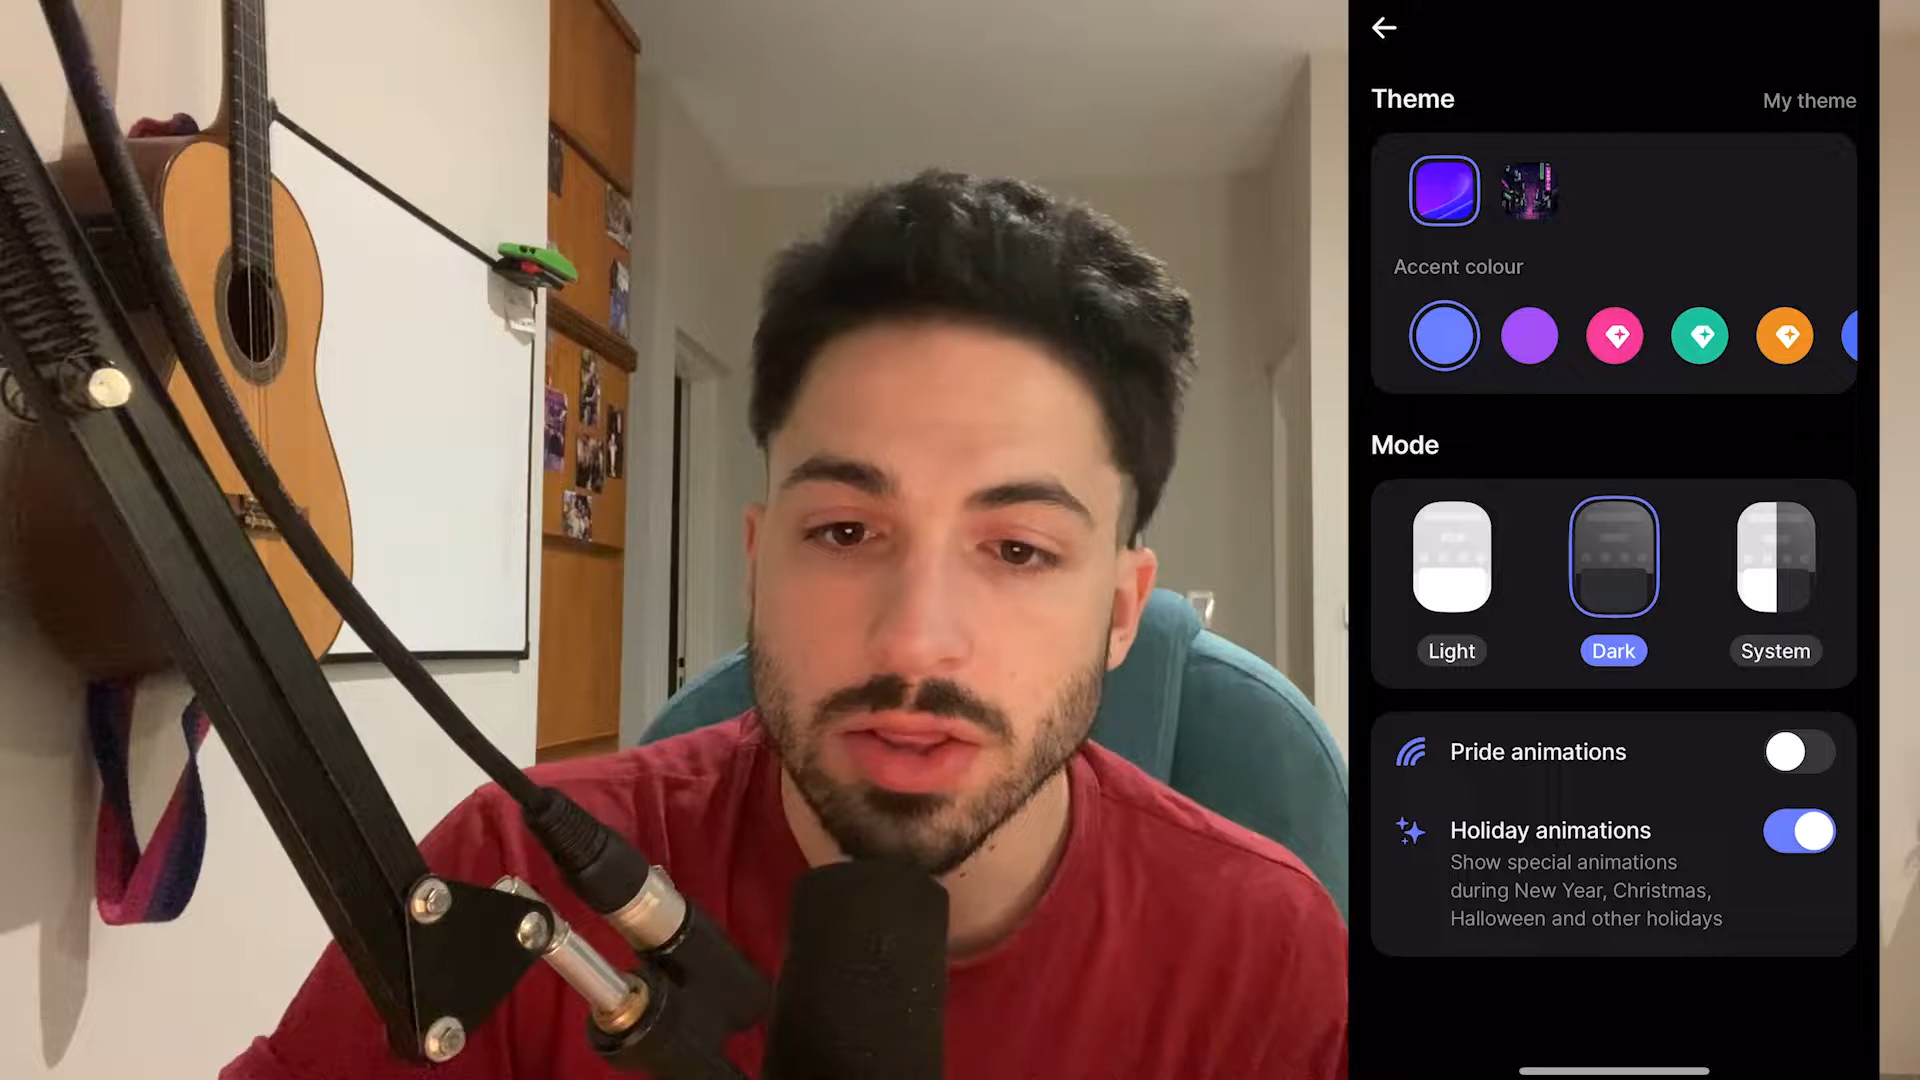 Theme
My theme
Accent colour
Mode
Light
Dark
System
Pride animations
Holiday animations
Show special animations
during New Year, Christmas,
Halloween and other holidays